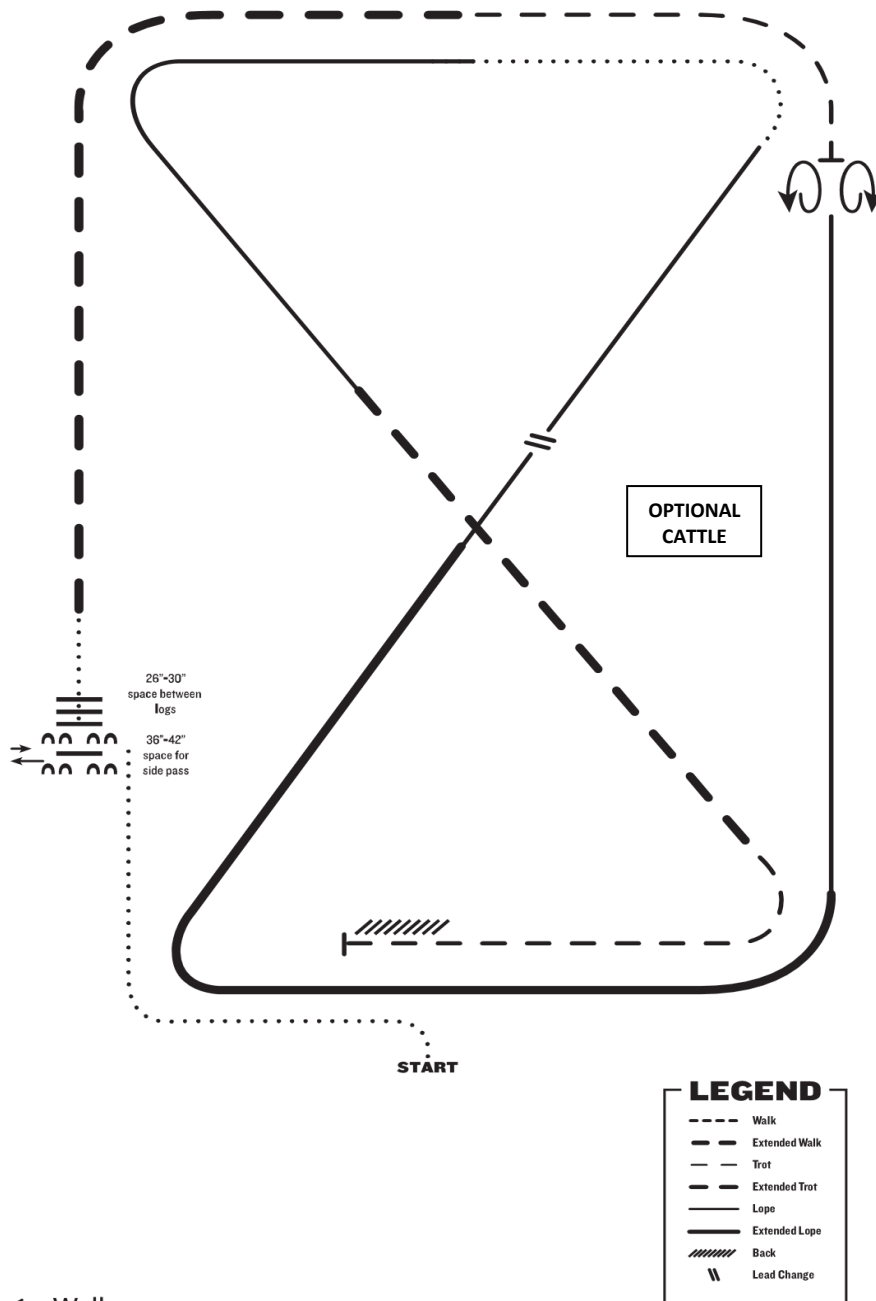 OPTIONAL
CATTLE
26"-30"
space between
logs
36"-42"
space for
side pass
START
LEGEND
Walk
Extended Walk
Trot
Extended Trot
Lope
Extended Lope
Back
Lead Change